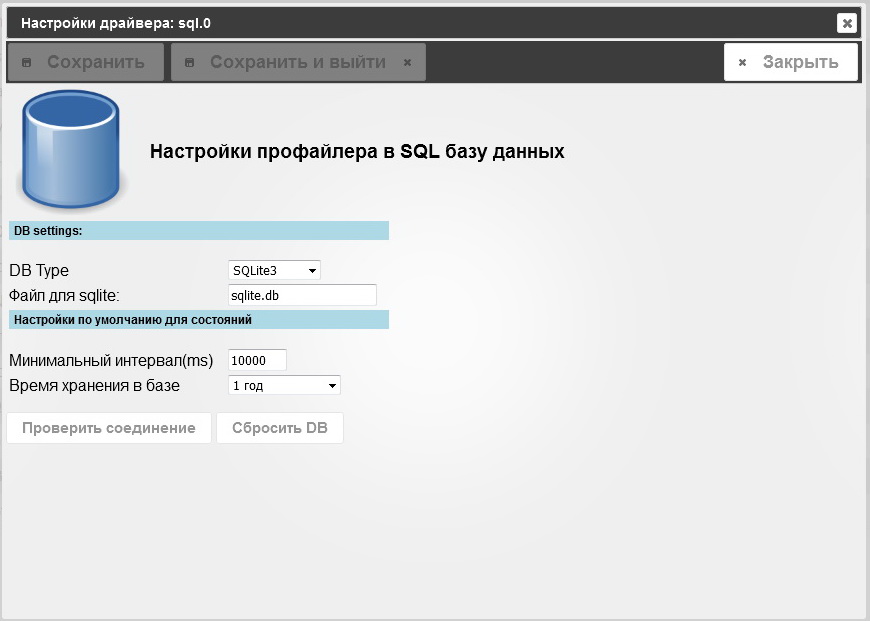 Настройки драйвера: sql.0
Сохранить Сохранить и выйти Закрыть
Настройки профайлера в SQL базу данных
DB settings:
DB Type SQLite3
Файл для sqlite: sqlite.db
Настройки по умолчанию для состояний
Минимальный интервал(ms) 10000
Время хранения в базе 1 год
Проверить соединение Сбросить DB